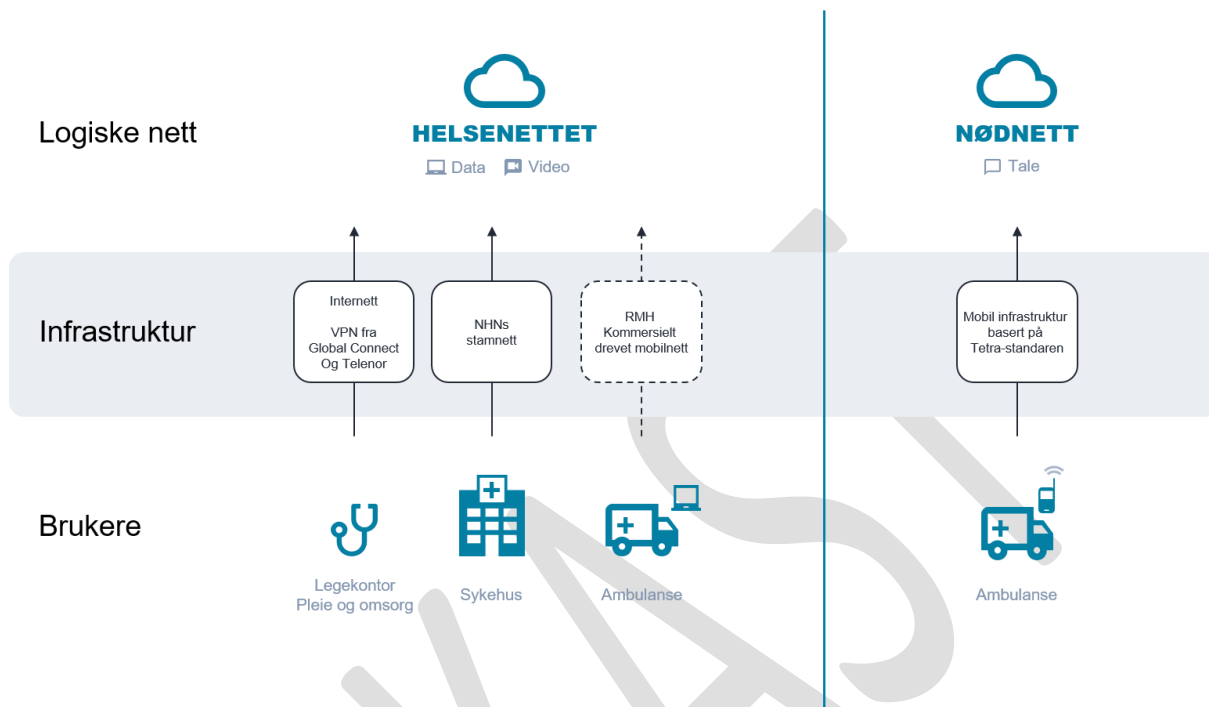 Logiske nett
HELSENETTET
Data
Video
NØDNETT
Tale
Infrastruktur
Internett
VPN fra
Global Connect
Og Telenor
NHNs
stamnett
RMH
Kommersielt
drevet mobilnett
Mobil infrastruktur
basert på
Tetra-standaren
Brukere
Legekontor
Pleie og omsorg
Sykehus
Ambulanse
Ambulanse